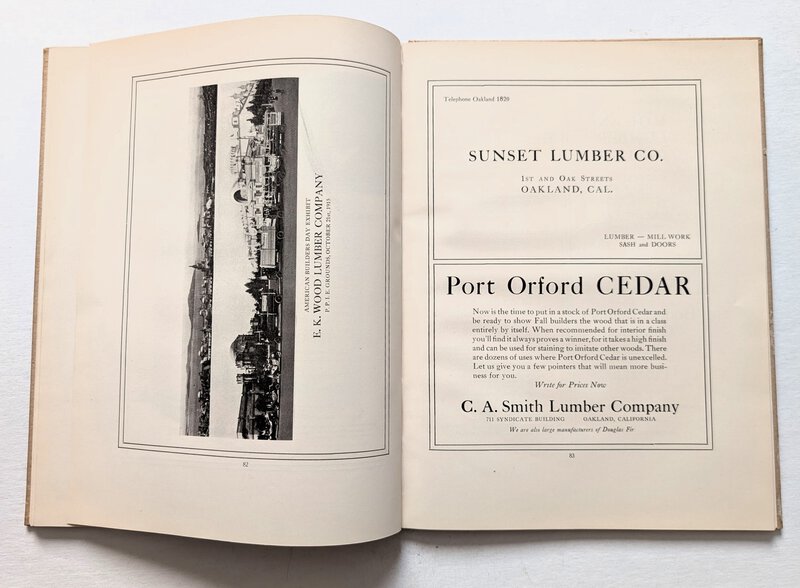 AMERICAN BUILDERS DAY EXHIBIT
E. K. WOOD LUMBER COMPANY
P. P. I. E. GROUNDS, OCTOBER 21st, 1915
82
Telephone Oakland 1820
SUNSET LUMBER CO.
1ST AND OAK STREETS
OAKLAND, CAL.
LUMBER — MILL WORK
SASH and DOORS
Port Orford CEDAR
Now is the time to put in a stock of Port Orford Cedar and
be ready to show Fall builders the wood that is in a class
entirely by itself. When recommended for interior finish
you'll find it always proves a winner, for it takes a high finish
and can be used for staining to imitate other woods. There
are dozens of uses where Port Orford Cedar is unexcelled.
Let us give you a few pointers that will mean more busi-
ness for you.
Write for Prices Now
C. A. Smith Lumber Company
711 SYNDICATE BUILDING OAKLAND, CALIFORNIA
We are also large manufacturers of Douglas Fir
83